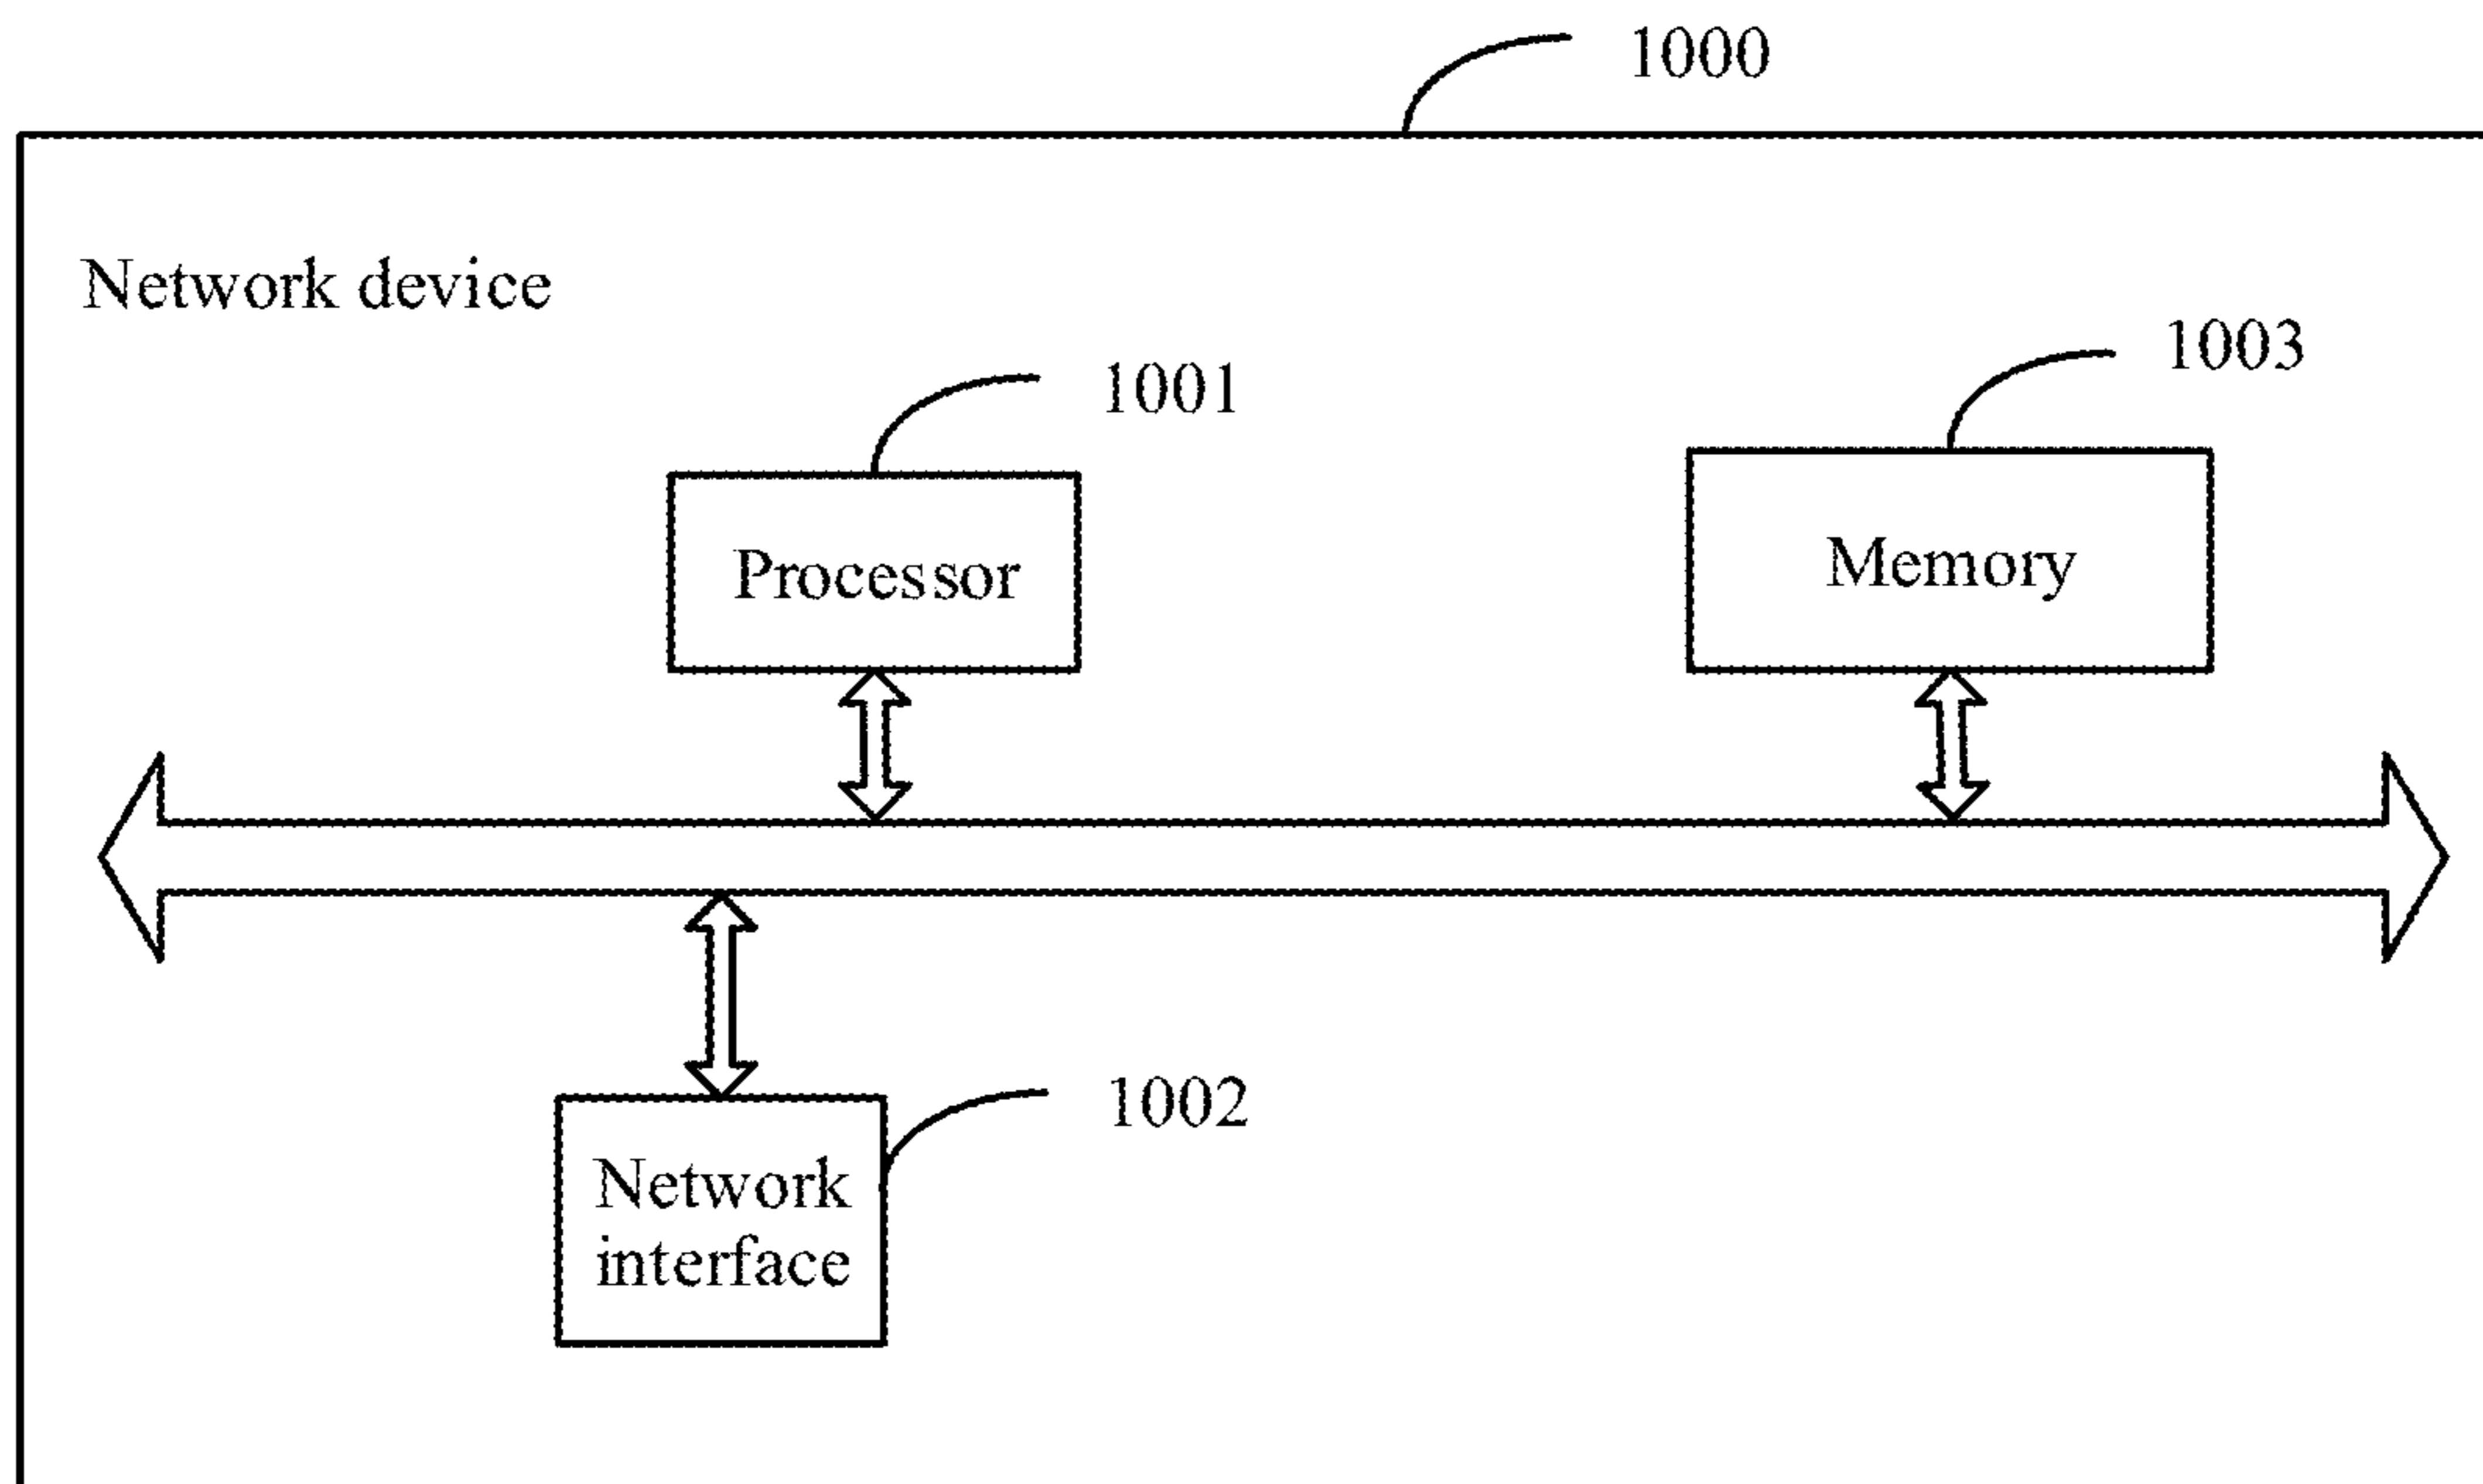 1000
Network device
1003
1001
Processor
Memory
1002
Network
interface